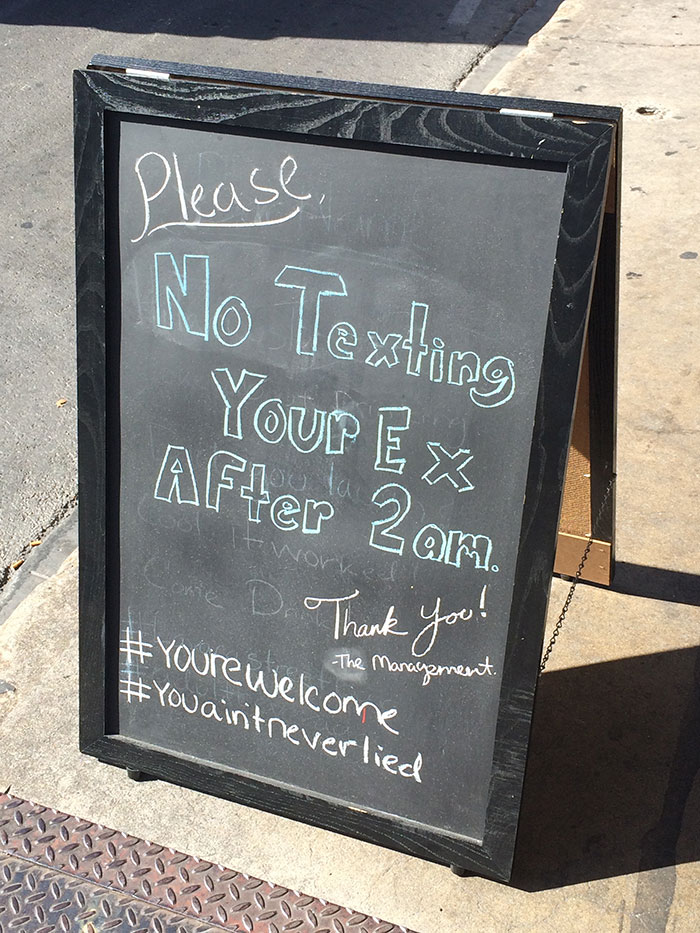 Please,
No Texting
Your Ex
After 2am.
Thank You!
-The Management.
#Yourewelcome
#Youaintneverlied